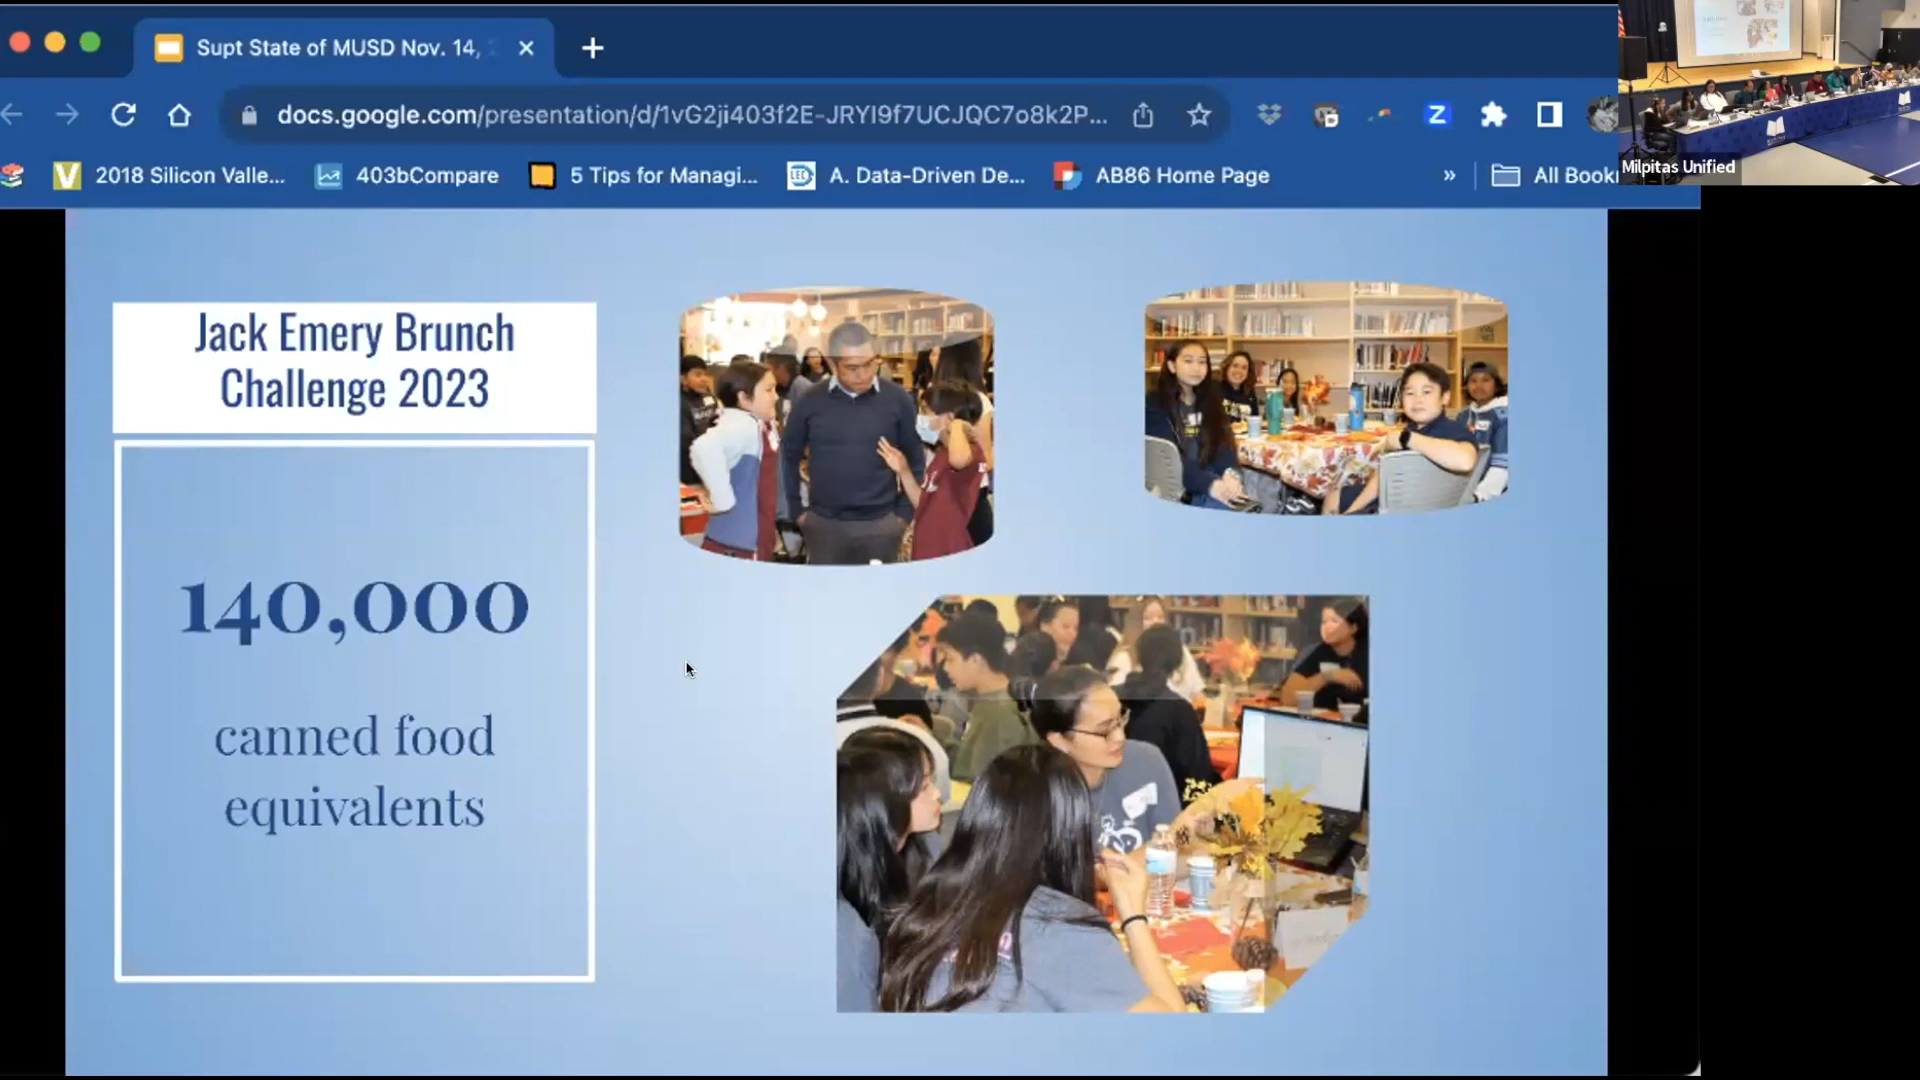 Supt State of MUSD Nov. 14,
docs.google.com/presentation/d/1vG2ji403f2E-JRYI9f7UCJQC7o8k2P...
2018 Silicon Valle...
403bCompare
5 Tips for Managi...
A. Data-Driven De...
AB86 Home Page
»
All Book
Milpitas Unified
Jack Emery Brunch
Challenge 2023
140,000
canned food
equivalents